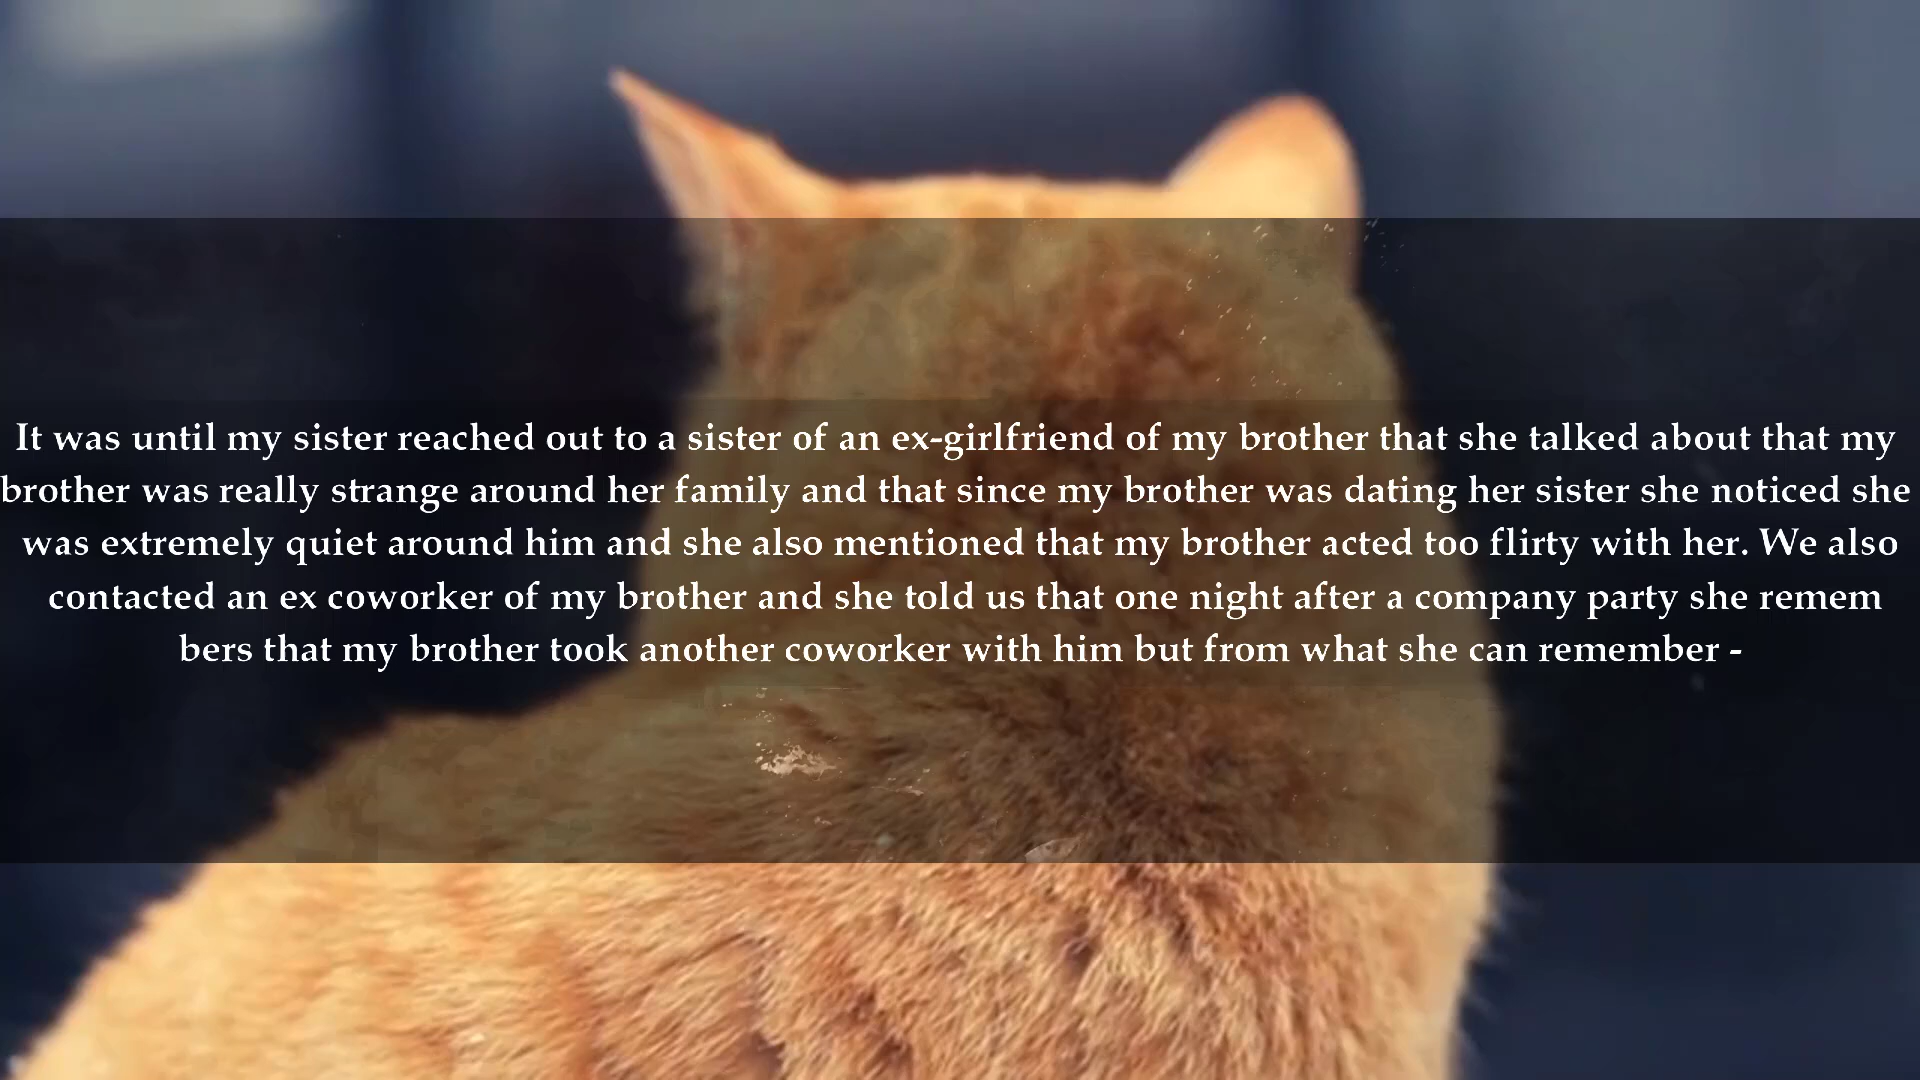 It was until my sister reached out to a sister of an ex-girlfriend of my brother that she talked about that my
brother was really strange around her family and that since my brother was dating her sister she noticed she
was extremely quiet around him and she also mentioned that my brother acted too flirty with her. We also
contacted an ex coworker of my brother and she told us that one night after a company party she remem
bers that my brother took another coworker with him but from what she can remember -